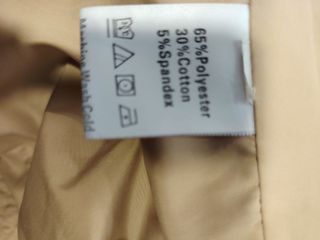 65%Polyester
30%Cotton
5%Spandex
Machine Wash Cold